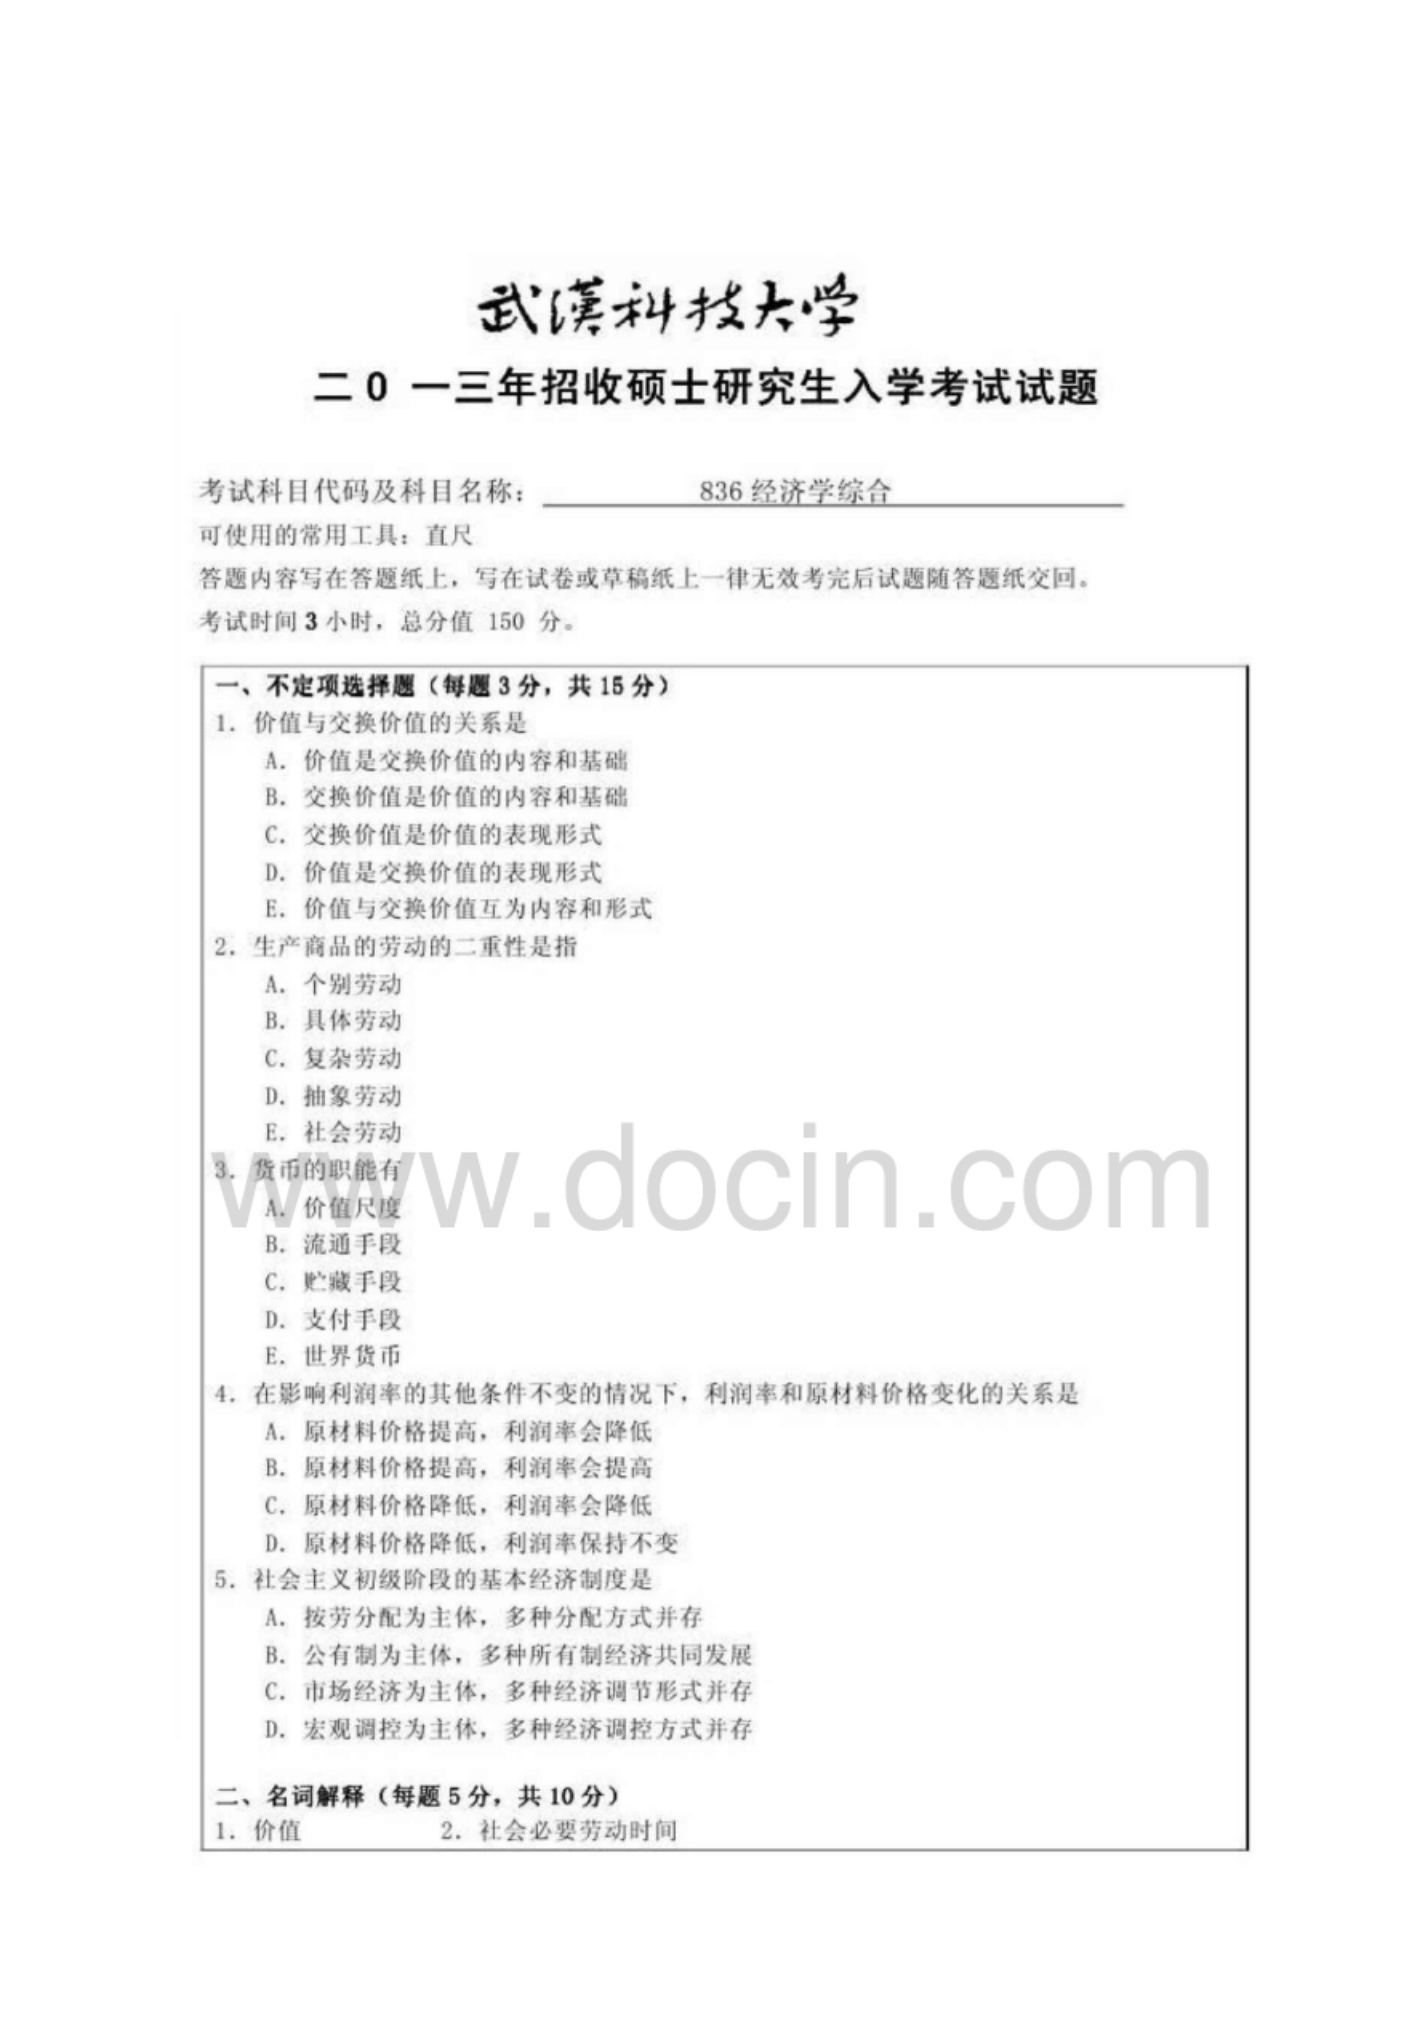 武漢科技大学
二0 一三年招收硕士研究生入学考试试题
考试科目代码及科目名称： 836 经济学综合
可使用的常用工具：直尺
答题内容写在答题纸上，写在试卷或草稿纸上一律无效考完后试题随答题纸交回。
考试时间 3 小时，总分值 150 分。
一、不定项选择题（每题 3 分，共 15 分）
1. 价值与交换价值的关系是
A. 价值是交换价值的内容和基础
B. 交换价值是价值的内容和基础
C. 交换价值是价值的表现形式
D. 价值是交换价值的表现形式
E. 价值与交换价值互为内容和形式
2. 生产商品的劳动的二重性是指
A. 个别劳动
B. 具体劳动
C. 复杂劳动
D. 抽象劳动
E. 社会劳动
www.docin.com
3. 货币的职能有
A. 价值尺度
B. 流通手段
C. 贮藏手段
D. 支付手段
E. 世界货币
4. 在影响利润率的其他条件不变的情况下，利润率和原材料价格变化的关系是
A. 原材料价格提高，利润率会降低
B. 原材料价格提高，利润率会提高
C. 原材料价格降低，利润率会降低
D. 原材料价格降低，利润率保持不变
5. 社会主义初级阶段的基本经济制度是
A. 按劳分配为主体，多种分配方式并存
B. 公有制为主体，多种所有制经济共同发展
C. 市场经济为主体，多种经济调节形式并存
D. 宏观调控为主体，多种经济调控方式并存
二、名词解释（每题 5 分，共 10 分）
1. 价值 2. 社会必要劳动时间